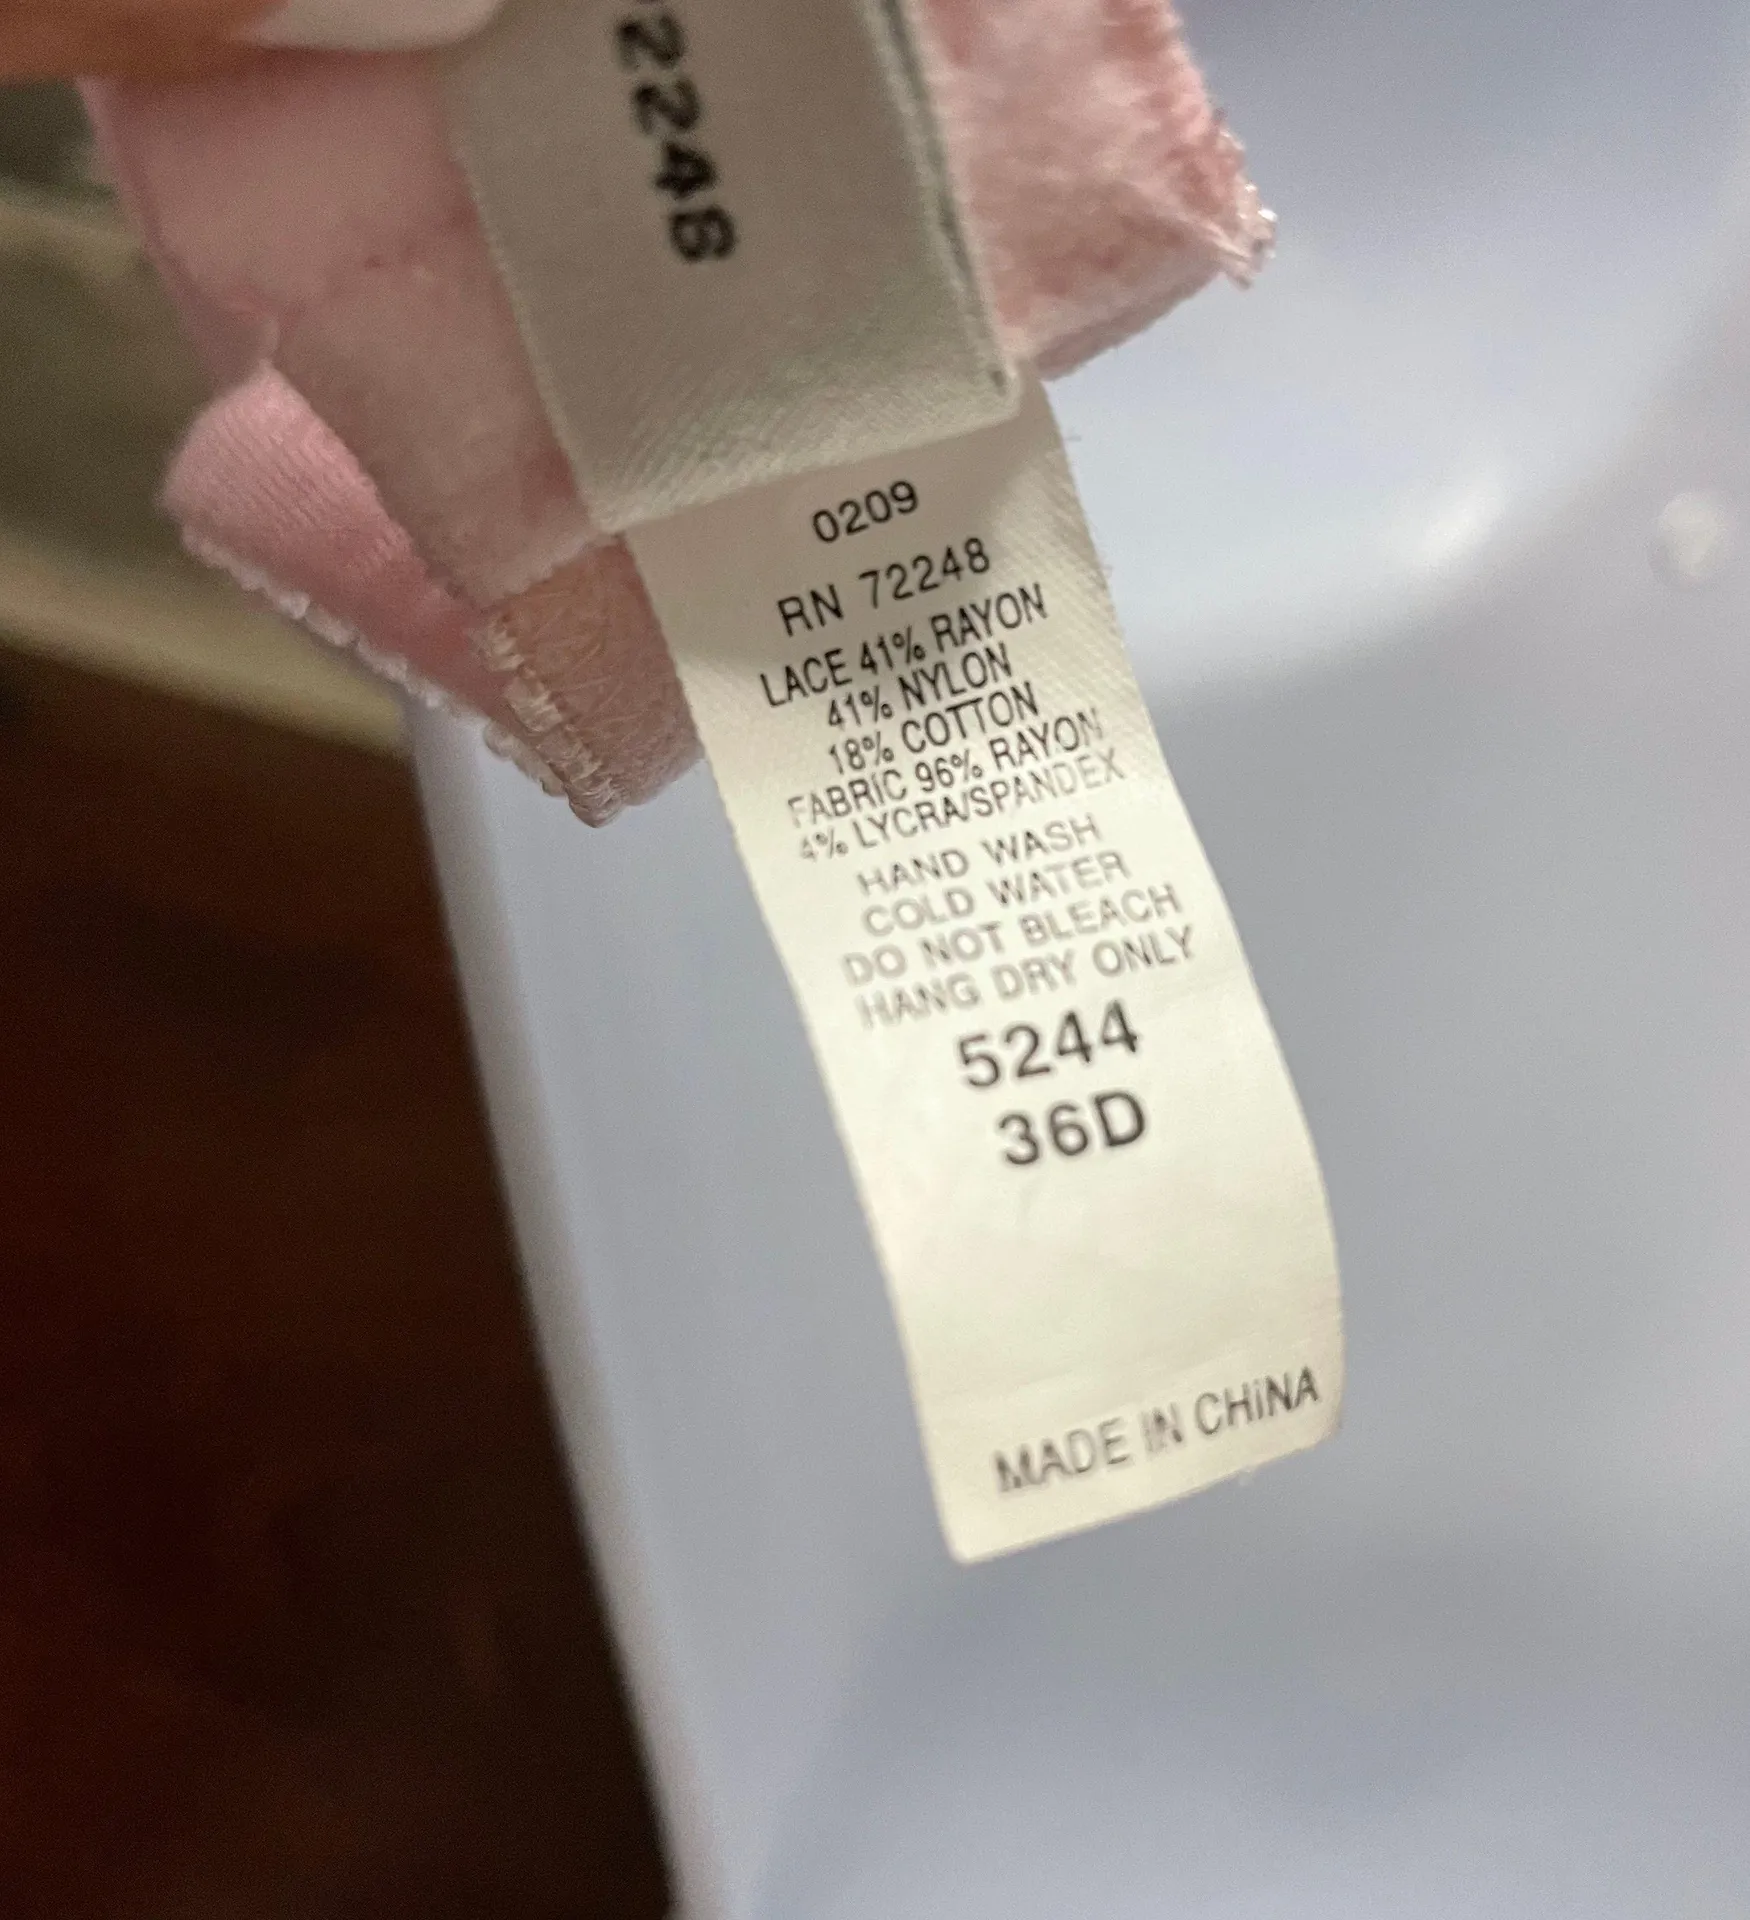 2248
0209
RN 72248
LACE 41% RAYON
41% NYLON
18% COTTON
FABRIC 96% RAYON
4% LYCRA/SPANDEX
HAND WASH
COLD WATER
DO NOT BLEACH
HANG DRY ONLY
5244
36D
MADE IN CHINA